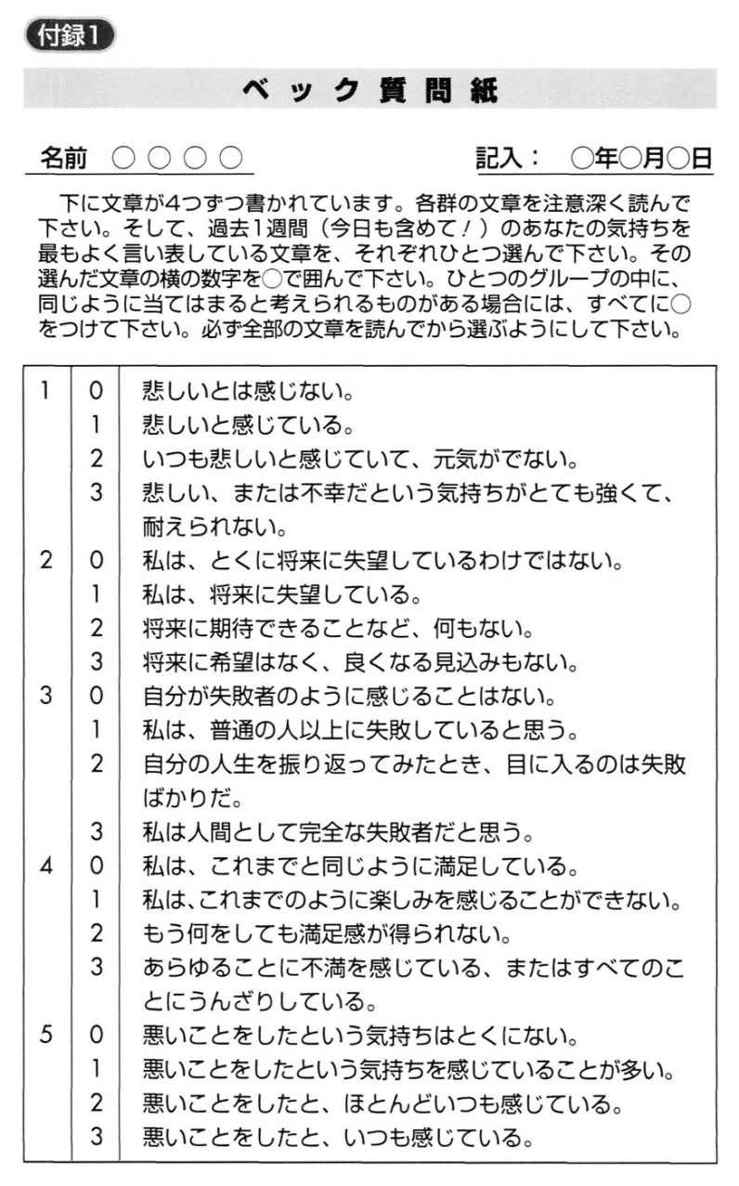 付録1
ベック質問紙
名前 ○○○○ 記入： ○年○月○日
下に文章が4つずつ書かれています。各群の文章を注意深く読んで
下さい。そして、過去1週間（今日も含めて！）のあなたの気持ちを
最もよく言い表している文章を、それぞれひとつ選んで下さい。その
選んだ文章の横の数字を○で囲んで下さい。ひとつのグループの中に、
同じように当てはまると考えられるものがある場合には、すべてに○
をつけて下さい。必ず全部の文章を読んでから選ぶようにして下さい。
1 0 悲しいとは感じない。
1 悲しいと感じている。
2 いつも悲しいと感じていて、元気がでない。
3 悲しい、または不幸だという気持ちがとても強くて、
耐えられない。
2 0 私は、とくに将来に失望しているわけではない。
1 私は、将来に失望している。
2 将来に期待できることなど、何もない。
3 将来に希望はなく、良くなる見込みもない。
3 0 自分が失敗者のように感じることはない。
1 私は、普通の人以上に失敗していると思う。
2 自分の人生を振り返ってみたとき、目に入るのは失敗
ばかりだ。
3 私は人間として完全な失敗者だと思う。
4 0 私は、これまでと同じように満足している。
1 私は、これまでのように楽しみを感じることができない。
2 もう何をしても満足感が得られない。
3 あらゆることに不満を感じている、またはすべてのこ
とにうんざりしている。
5 0 悪いことをしたという気持ちはとくにない。
1 悪いことをしたという気持ちを感じていることが多い。
2 悪いことをしたと、ほとんどいつも感じている。
3 悪いことをしたと、いつも感じている。